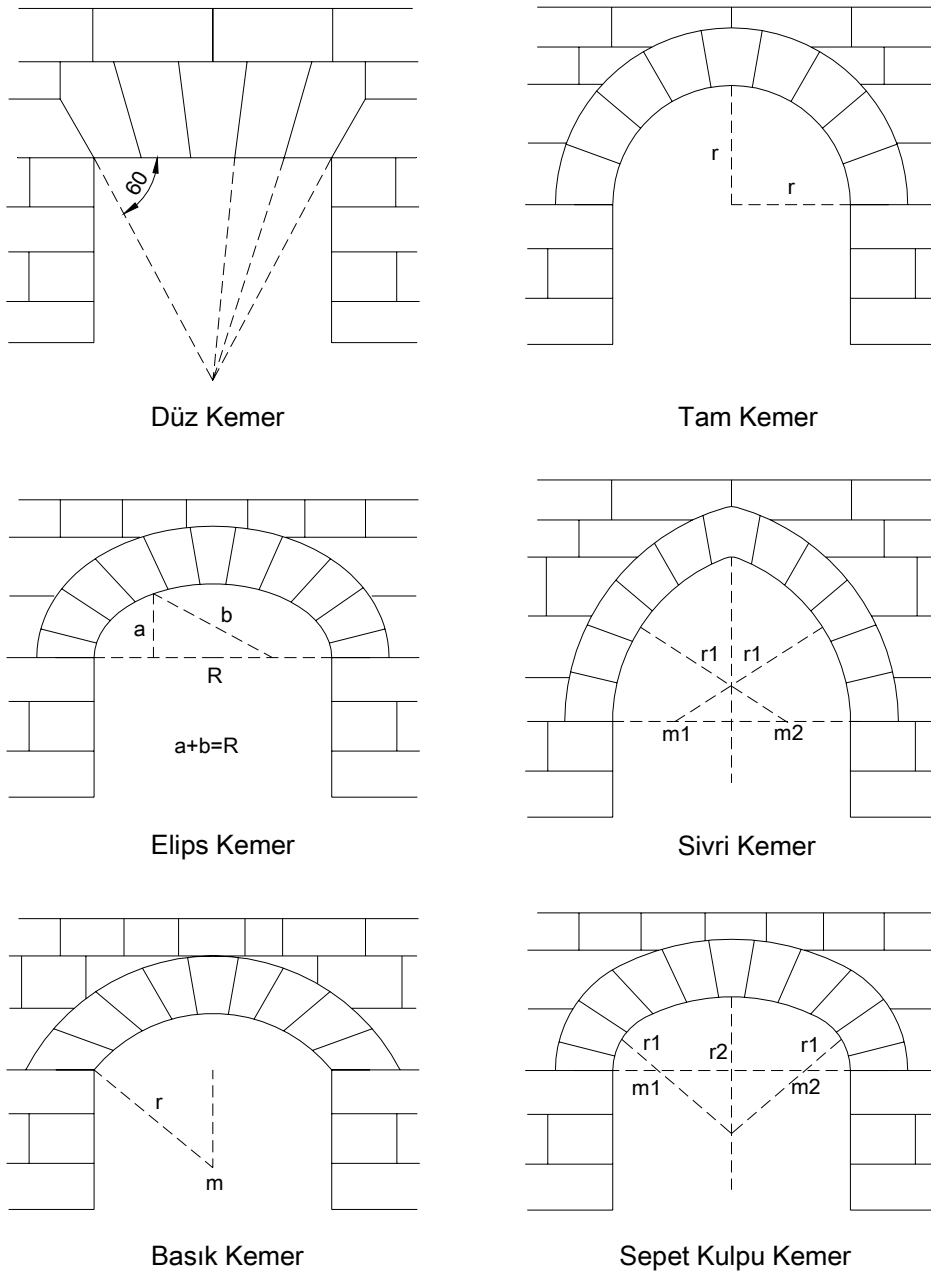 60
Düz Kemer
r
r
Tam Kemer
a
b
R
a+b=R
Elips Kemer
r1
r1
m1
m2
Sivri Kemer
r
m
Basık Kemer
r1
r2
r1
m1
m2
Sepet Kulpu Kemer